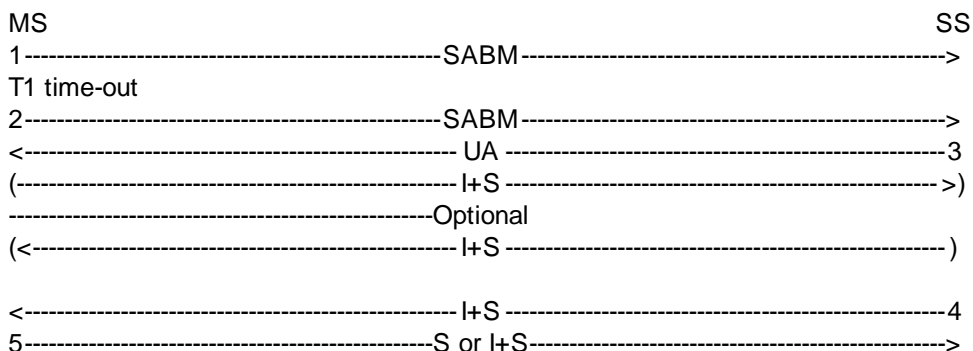 MS SS
1----------------------------------------------------SABM----------------------------------------------------->
T1 time-out
2----------------------------------------------------SABM----------------------------------------------------->
<------------------------------------------------------ UA -------------------------------------------------------3
(------------------------------------------------------- I+S ------------------------------------------------------ >)
-----------------------------------------------------Optional
(<----------------------------------------------------- I+S ------------------------------------------------------- )
<------------------------------------------------------ I+S -------------------------------------------------------4
5---------------------------------------------------S or I+S---------------------------------------------------->